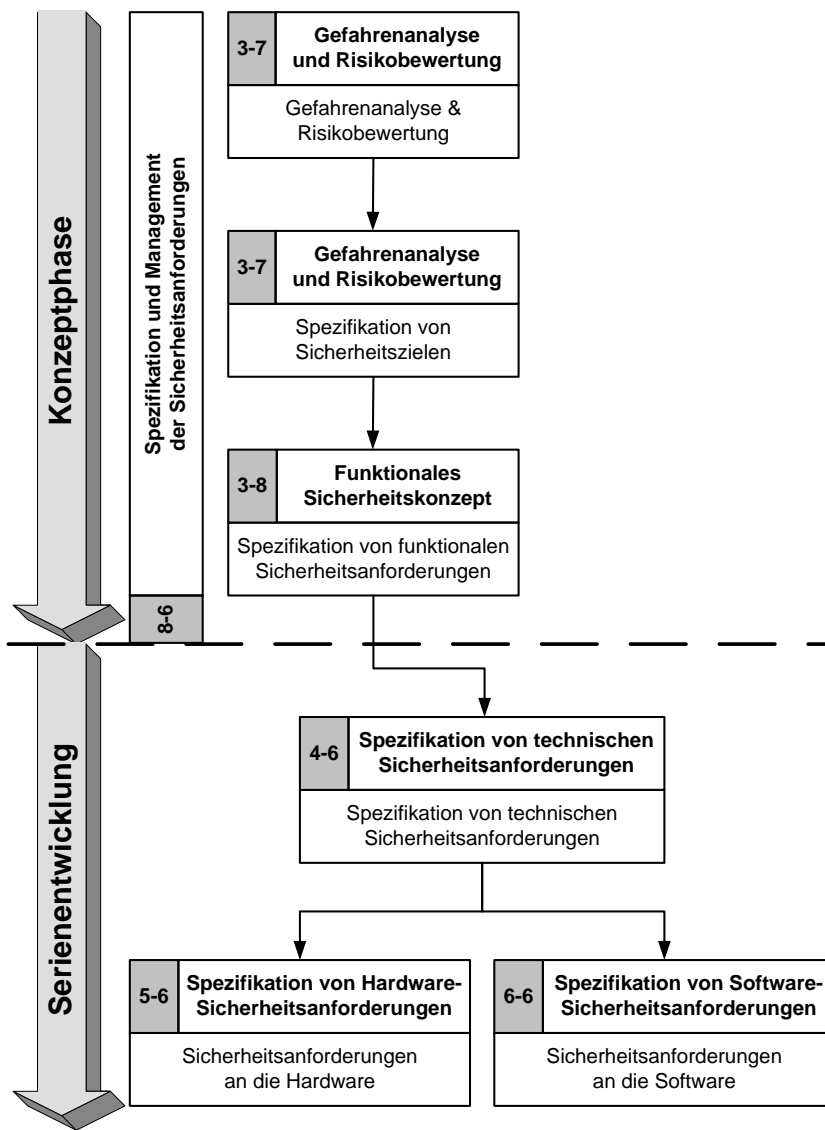 Konzeptphase
Spezifikation und Management
der Sicherheitsanforderungen
8-6
3-7
Gefahrenanalyse
und Risikobewertung
Gefahrenanalyse &
Risikobewertung
3-7
Gefahrenanalyse
und Risikobewertung
Spezifikation von
Sicherheitszielen
3-8
Funktionales
Sicherheitskonzept
Spezifikation von funktionalen
Sicherheitsanforderungen
Serienentwicklung
4-6
Spezifikation von technischen
Sicherheitsanforderungen
Spezifikation von technischen
Sicherheitsanforderungen
5-6
Spezifikation von Hardware-
Sicherheitsanforderungen
Sicherheitsanforderungen
an die Hardware
6-6
Spezifikation von Software-
Sicherheitsanforderungen
Sicherheitsanforderungen
an die Software